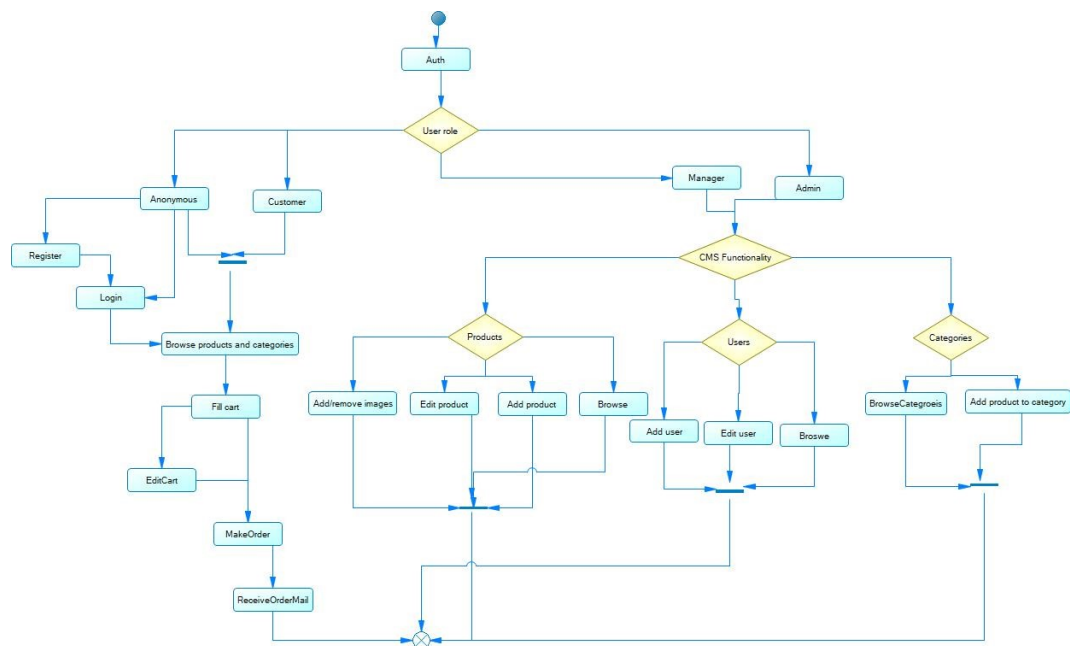 Auth
User role
Manager
Admin
Anonymous
Customer
Register
CMS Functionality
Login
Browse products and categories
Products
Users
Categories
Fill cart
Add/remove images
Edit product
Add product
Browse
BrowseCategroeis
Add product to category
Add user
Edit user
Broswe
EditCart
MakeOrder
ReceiveOrderMail